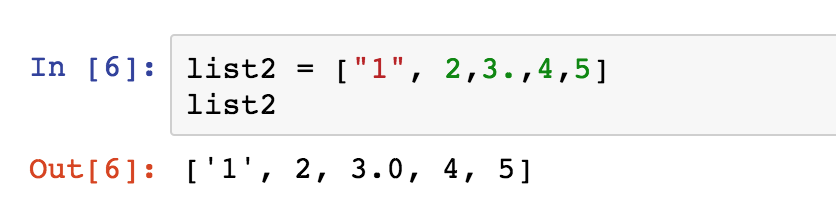 In [6]: list2 = ["1", 2,3.,4,5]
list2
Out[6]: ['1', 2, 3.0, 4, 5]